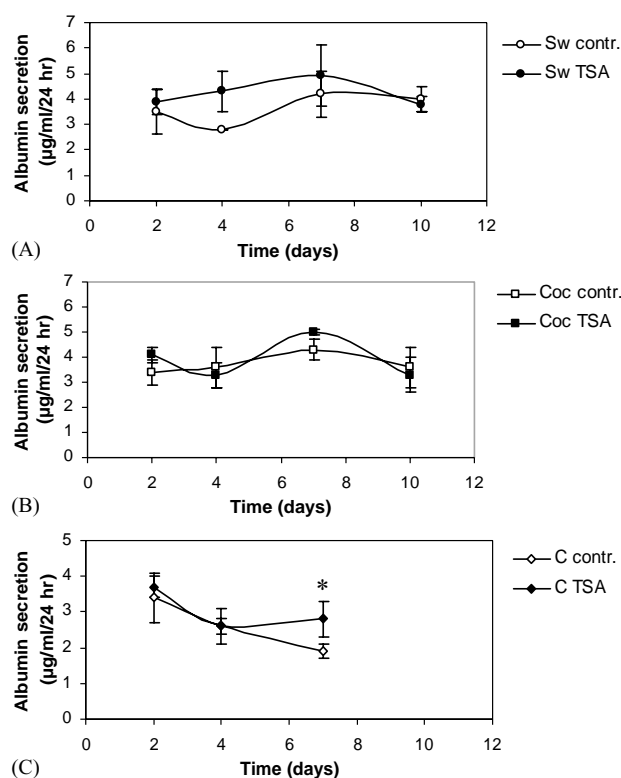 7
6
5
4
3
2
1
0
Albumin secretion
(µg/ml/24 hr)
0 2 4 6 8 10 12
Time (days)
Sw contr.
Sw TSA
(A)
7
6
5
4
3
2
1
0
Albumin secretion
(µg/ml/24 hr)
0 2 4 6 8 10 12
Time (days)
Coc contr.
Coc TSA
(B)
5
4
3
2
1
0
Albumin secretion
(µg/ml/24 hr)
*
0 2 4 6 8 10 12
Time (days)
C contr.
C TSA
(C)